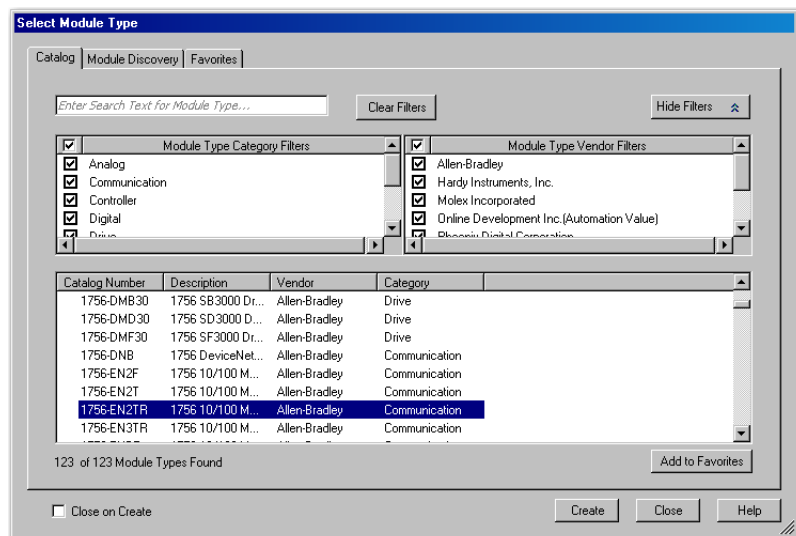 Select Module Type
Catalog Module Discovery Favorites
Enter Search Text for Module Type... Clear Filters Hide Filters
Module Type Category Filters Module Type Vendor Filters
Analog Allen-Bradley
Communication Hardy Instruments, Inc.
Controller Molex Incorporated
Digital Online Development Inc.(Automation Value)
Drive Phoenix Digital Corporation
Catalog Number Description Vendor Category
1756-DMB30 1756 SB3000 Dr... Allen-Bradley Drive
1756-DMD30 1756 SD3000 D... Allen-Bradley Drive
1756-DMF30 1756 SF3000 Dr... Allen-Bradley Drive
1756-DNB 1756 DeviceNet... Allen-Bradley Communication
1756-EN2F 1756 10/100 M... Allen-Bradley Communication
1756-EN2T 1756 10/100 M... Allen-Bradley Communication
1756-EN2TR 1756 10/100 M... Allen-Bradley Communication
1756-EN3TR 1756 10/100 M... Allen-Bradley Communication
123 of 123 Module Types Found Add to Favorites
Close on Create Create Close Help